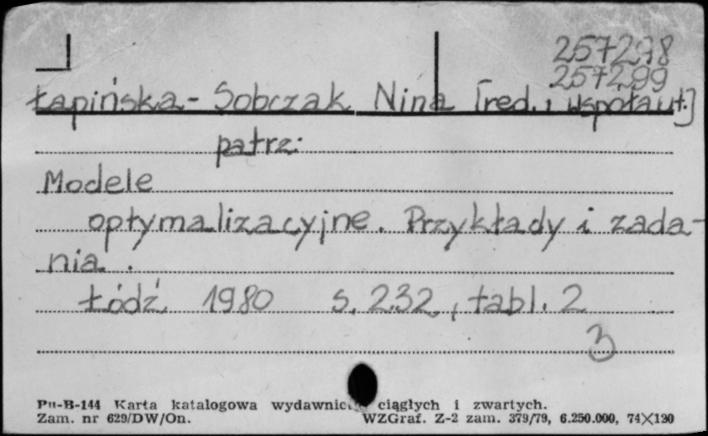 257298
257299
Łapińska-Sobczak Nina [red. i współaut.]
patrz:
Modele
optymalizacyjne. Przykłady i zada-
nia.
Łódź 1980 s. 232, tabl. 2
3
Pu-B-144 Karta katalogowa wydawnic ciągłych i zwartych.
Zam. nr 629/DW/On. WZGraf. Z-2 zam. 379/79, 6.250.000, 74X120